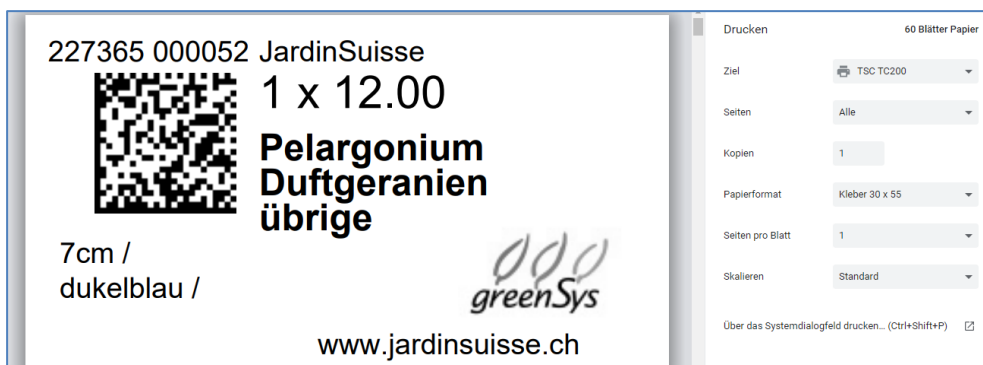 227365 000052 JardinSuisse
1 x 12.00
Pelargonium
Duftgeranien
übrige
7cm /
dukelblau /
greenSys
www.jardinsuisse.ch
Drucken 60 Blätter Papier
Ziel TSC TC200
Seiten Alle
Kopien 1
Papierformat Kleber 30 x 55
Seiten pro Blatt 1
Skalieren Standard
Über das Systemdialogfeld drucken... (Ctrl+Shift+P)